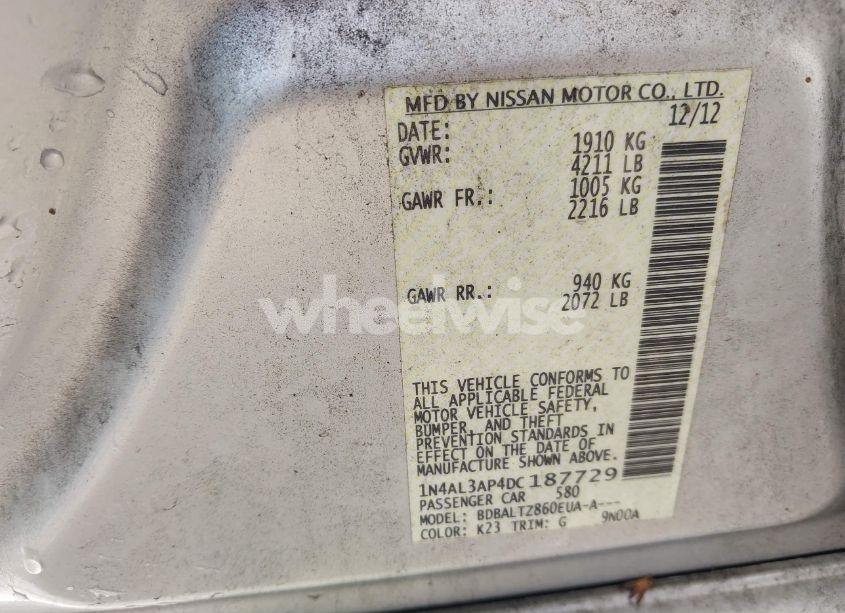 MFD BY NISSAN MOTOR CO., LTD.
DATE: 12/12
GVWR: 1910 KG
4211 LB
GAWR FR.: 1005 KG
2216 LB
GAWR RR.: 940 KG
2072 LB
wheelwise
THIS VEHICLE CONFORMS TO
ALL APPLICABLE FEDERAL
MOTOR VEHICLE SAFETY,
BUMPER, AND THEFT
PREVENTION STANDARDS IN
EFFECT ON THE DATE OF
MANUFACTURE SHOWN ABOVE.
1N4AL3AP4DC187729
PASSENGER CAR 580
MODEL: BDBALTZ860EUA-A---
COLOR: K23 TRIM: G 9N00A